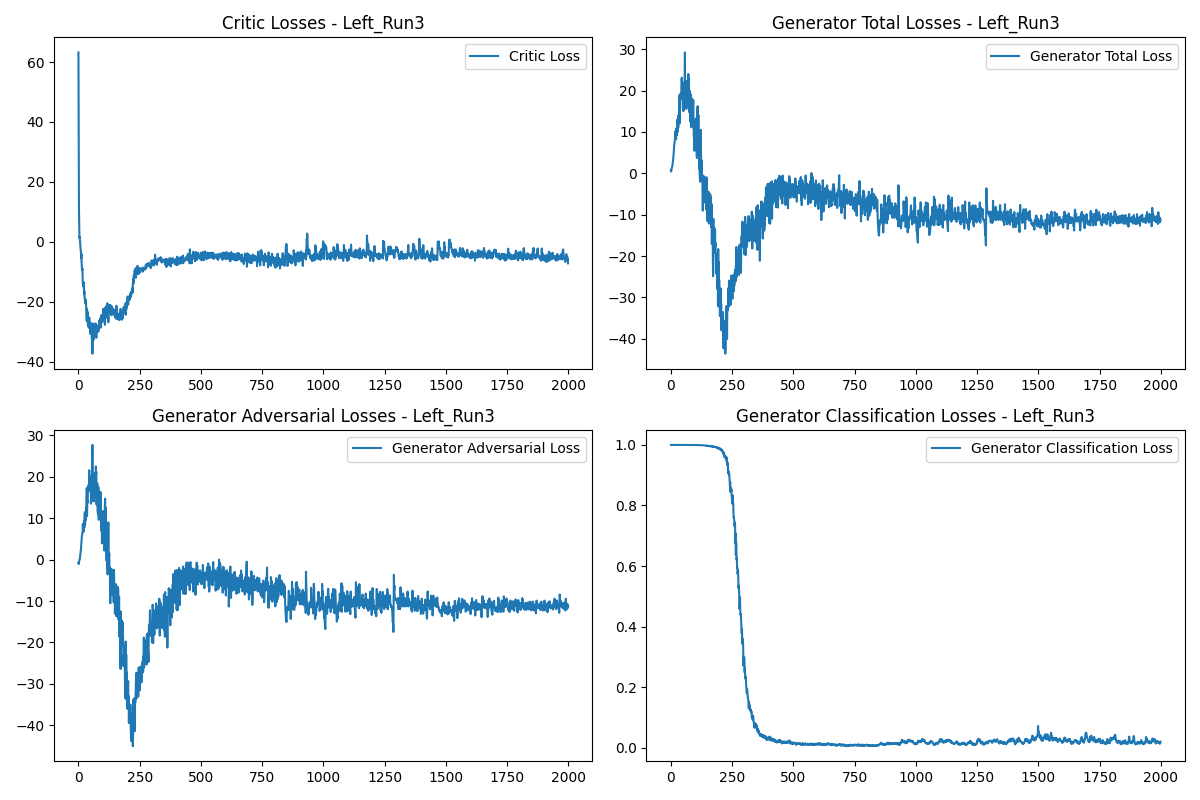 Critic Losses - Left_Run3
Critic Loss
60
40
20
0
−20
−40
0 250 500 750 1000 1250 1500 1750 2000
Generator Total Losses - Left_Run3
Generator Total Loss
30
20
10
0
−10
−20
−30
−40
0 250 500 750 1000 1250 1500 1750 2000
Generator Adversarial Losses - Left_Run3
Generator Adversarial Loss
30
20
10
0
−10
−20
−30
−40
0 250 500 750 1000 1250 1500 1750 2000
Generator Classification Losses - Left_Run3
Generator Classification Loss
1.0
0.8
0.6
0.4
0.2
0.0
0 250 500 750 1000 1250 1500 1750 2000